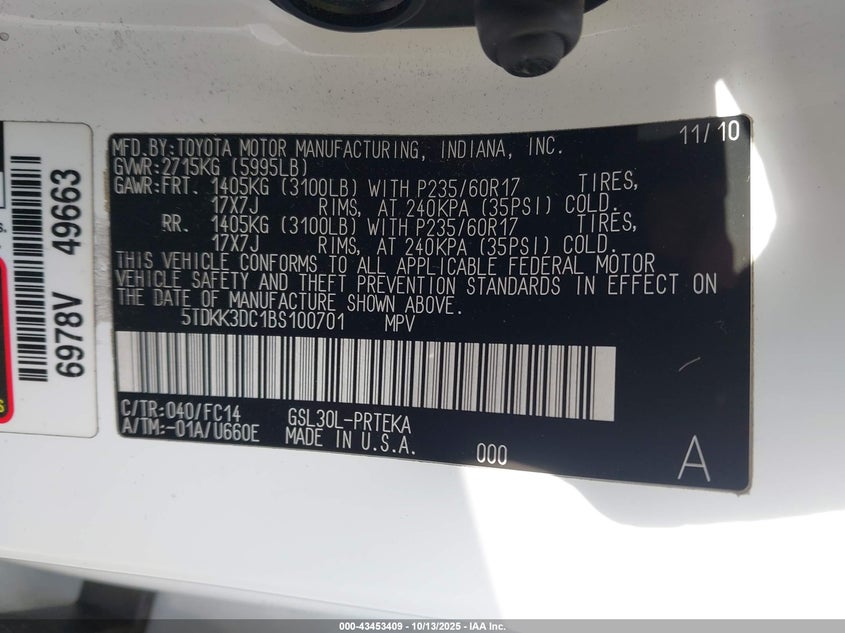 MFD.BY:TOYOTA MOTOR MANUFACTURING, INDIANA, INC. 11/10
GVWR:2715KG (5995LB)
GAWR:FRT. 1405KG (3100LB) WITH P235/60R17 TIRES,
17X7J RIMS, AT 240KPA (35PSI) COLD.
RR. 1405KG (3100LB) WITH P235/60R17 TIRES,
17X7J RIMS, AT 240KPA (35PSI) COLD.
THIS VEHICLE CONFORMS TO ALL APPLICABLE FEDERAL MOTOR
VEHICLE SAFETY AND THEFT PREVENTION STANDARDS IN EFFECT ON
THE DATE OF MANUFACTURE SHOWN ABOVE.
5TDKK3DC1BS100701 MPV
C/TR:040/FC14 GSL30L-PRTEKA
A/TM:-01A/U660E MADE IN U.S.A. 000 A
6978V 49663
000-43453409 - 10/13/2025 - IAA Inc.